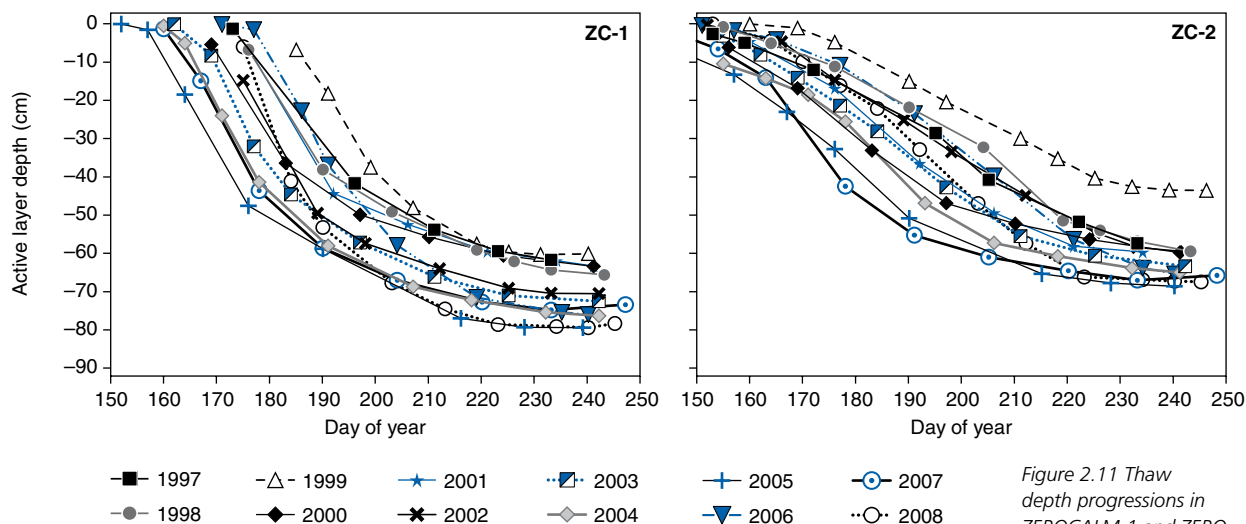 ZC-1
ZC-2
0
−10
−20
−30
−40
−50
−60
−70
−80
−90
Active layer depth (cm)
150 160 170 180 190 200 210 220 230 240 250
150 160 170 180 190 200 210 220 230 240 250
Day of year
Day of year
1997 1999 2001 2003 2005 2007
1998 2000 2002 2004 2006 2008
Figure 2.11 Thaw
depth progressions in